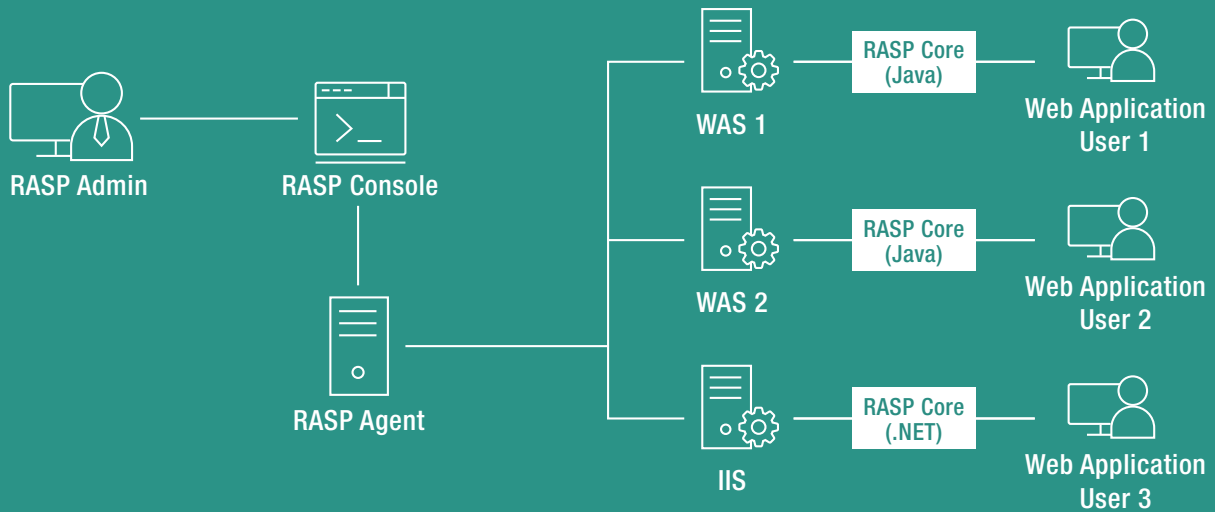 RASP Admin
RASP Console
RASP Agent
WAS 1
RASP Core
(Java)
Web Application
User 1
WAS 2
RASP Core
(Java)
Web Application
User 2
IIS
RASP Core
(.NET)
Web Application
User 3